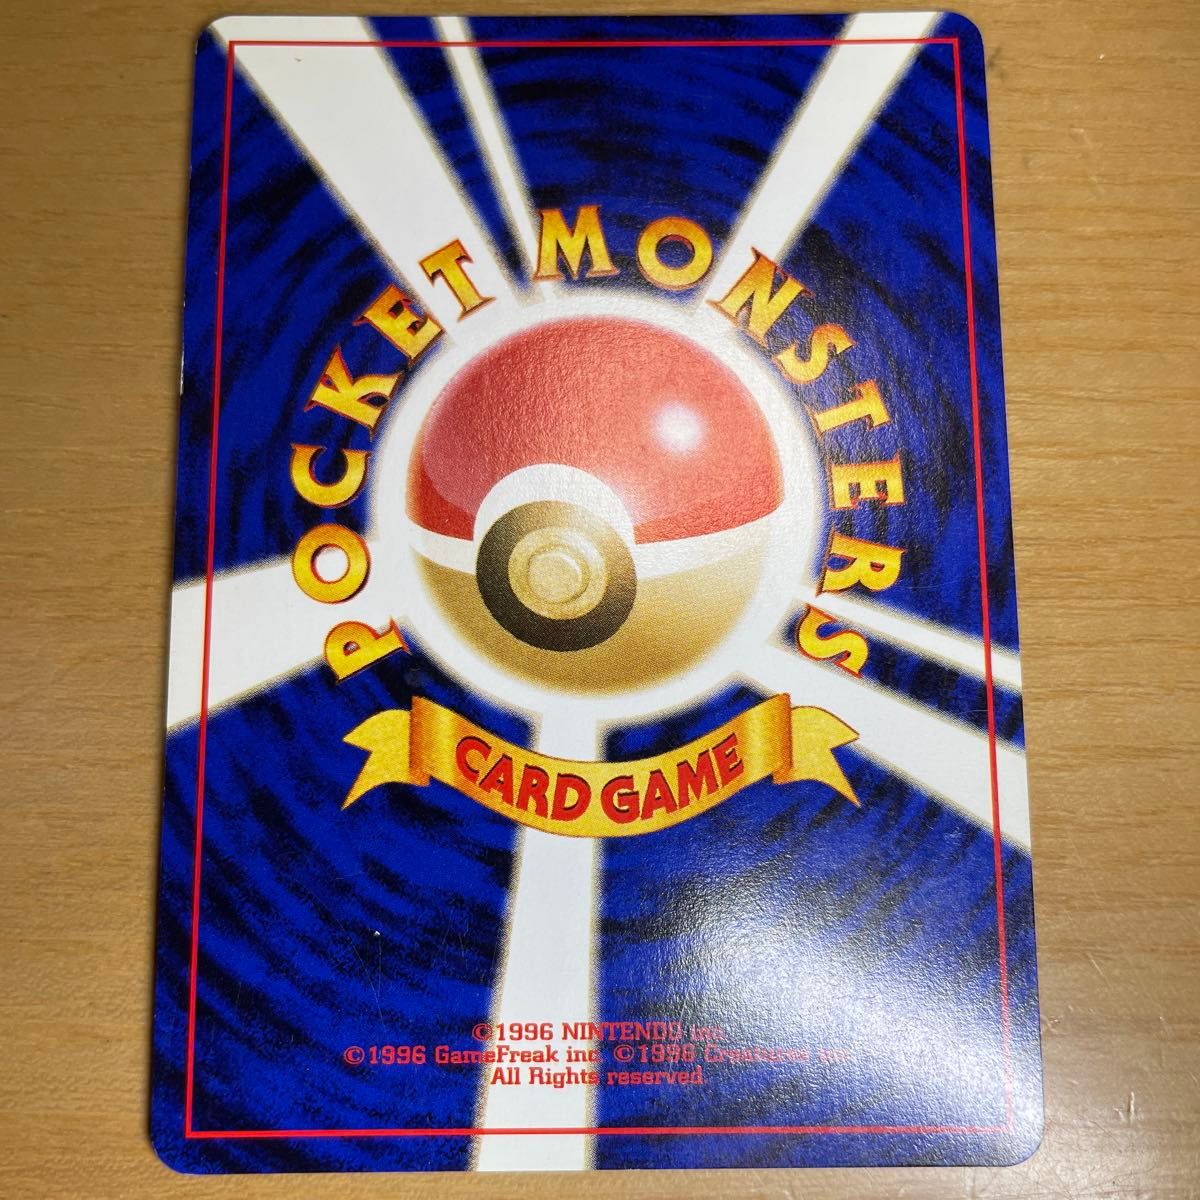 POCKET MONSTERS
CARD GAME
©1996 NINTENDO inc.
©1996 GameFreak inc. ©1996 Creatures inc.
All Rights reserved.